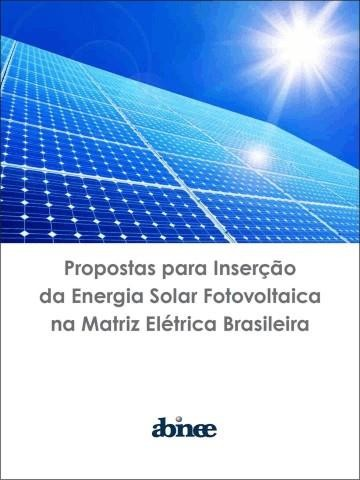 Propostas para Inserção
da Energia Solar Fotovoltaica
na Matriz Elétrica Brasileira
abinee